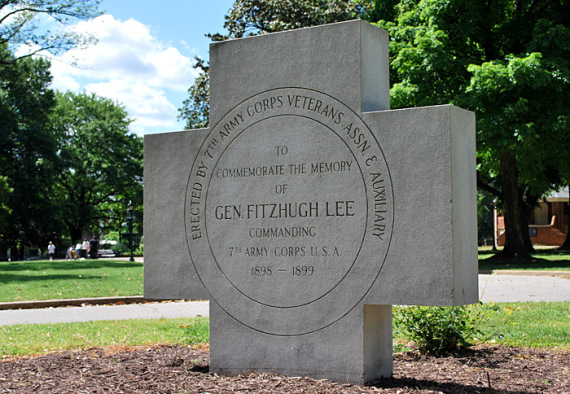 ERECTED BY 7TH ARMY CORPS VETERANS ASSN & AUXILIARY
TO
COMMEMORATE THE MEMORY
OF
GEN. FITZHUGH LEE
COMMANDING
7TH ARMY CORPS U.S.A
1898 — 1899